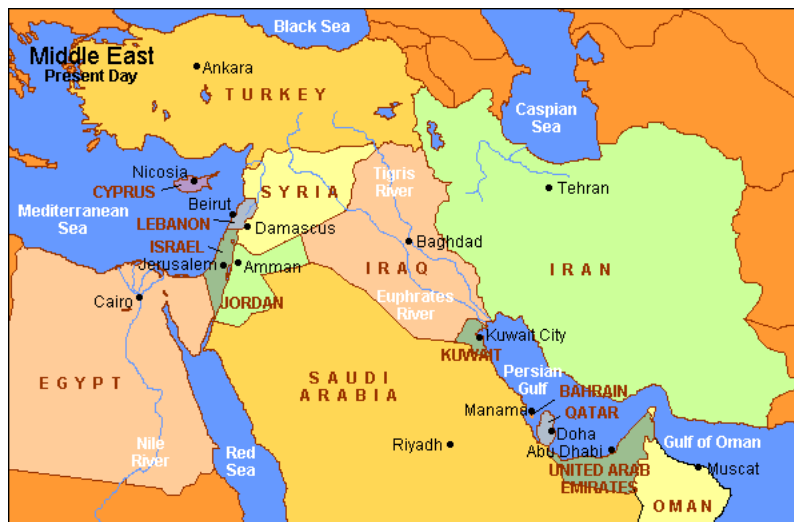 Black Sea
Middle East
Present Day
Ankara
TURKEY
Caspian
Sea
Nicosia
CYPRUS
SYRIA
Tigris
River
Tehran
Mediterranean
Sea
Beirut
LEBANON
Damascus
ISRAEL
Baghdad
Jerusalem
Amman
IRAQ
IRAN
Cairo
JORDAN
Euphrates
River
Kuwait City
KUWAIT
EGYPT
SAUDI
ARABIA
Persian
Gulf
BAHRAIN
Manama
QATAR
Doha
Nile
River
Red
Sea
Riyadh
Abu Dhabi
Gulf of Oman
UNITED ARAB
EMIRATES
Muscat
OMAN